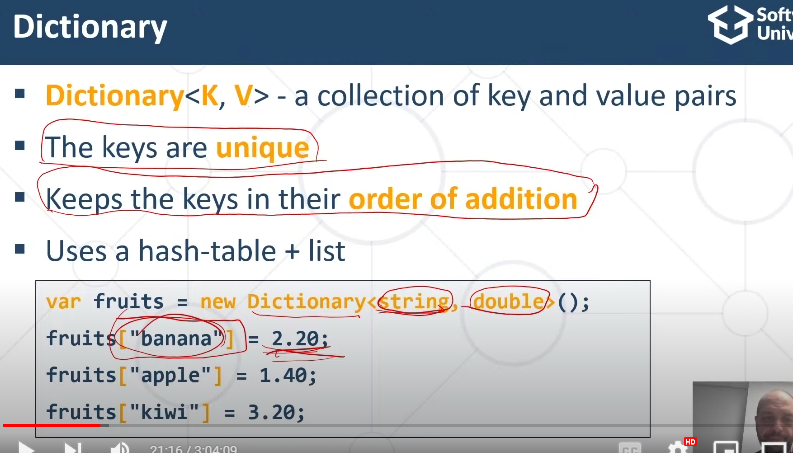 Dictionary
Soft
Univ
▪ Dictionary<K, V> - a collection of key and value pairs
▪ The keys are unique
▪ Keeps the keys in their order of addition
▪ Uses a hash-table + list
var fruits = new Dictionary<string, double>();
fruits["banana"] = 2.20;
fruits["apple"] = 1.40;
fruits["kiwi"] = 3.20;
21:16 / 3:04:09
CC
HD